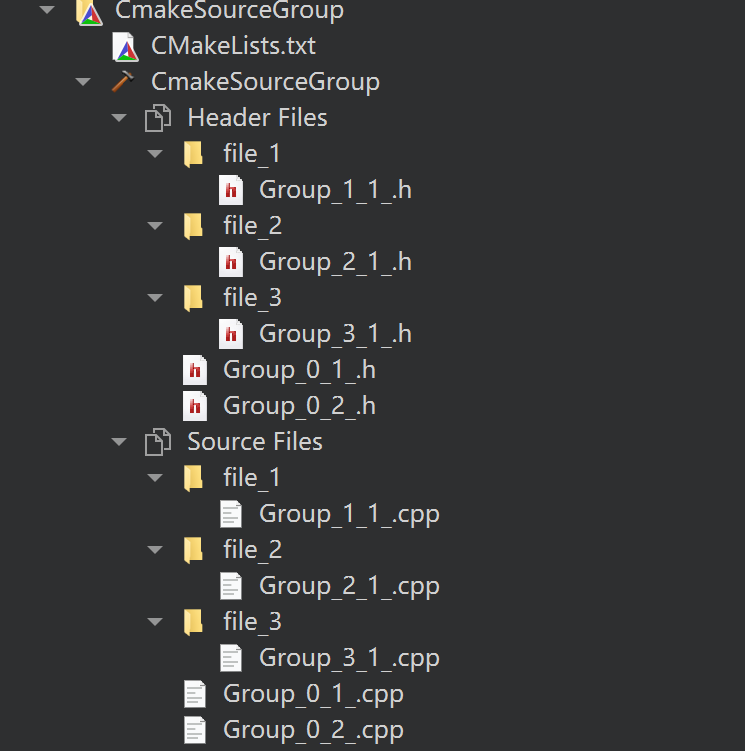 CmakeSourceGroup
CMakeLists.txt
CmakeSourceGroup
Header Files
file_1
Group_1_1_.h
file_2
Group_2_1_.h
file_3
Group_3_1_.h
Group_0_1_.h
Group_0_2_.h
Source Files
file_1
Group_1_1_.cpp
file_2
Group_2_1_.cpp
file_3
Group_3_1_.cpp
Group_0_1_.cpp
Group_0_2_.cpp